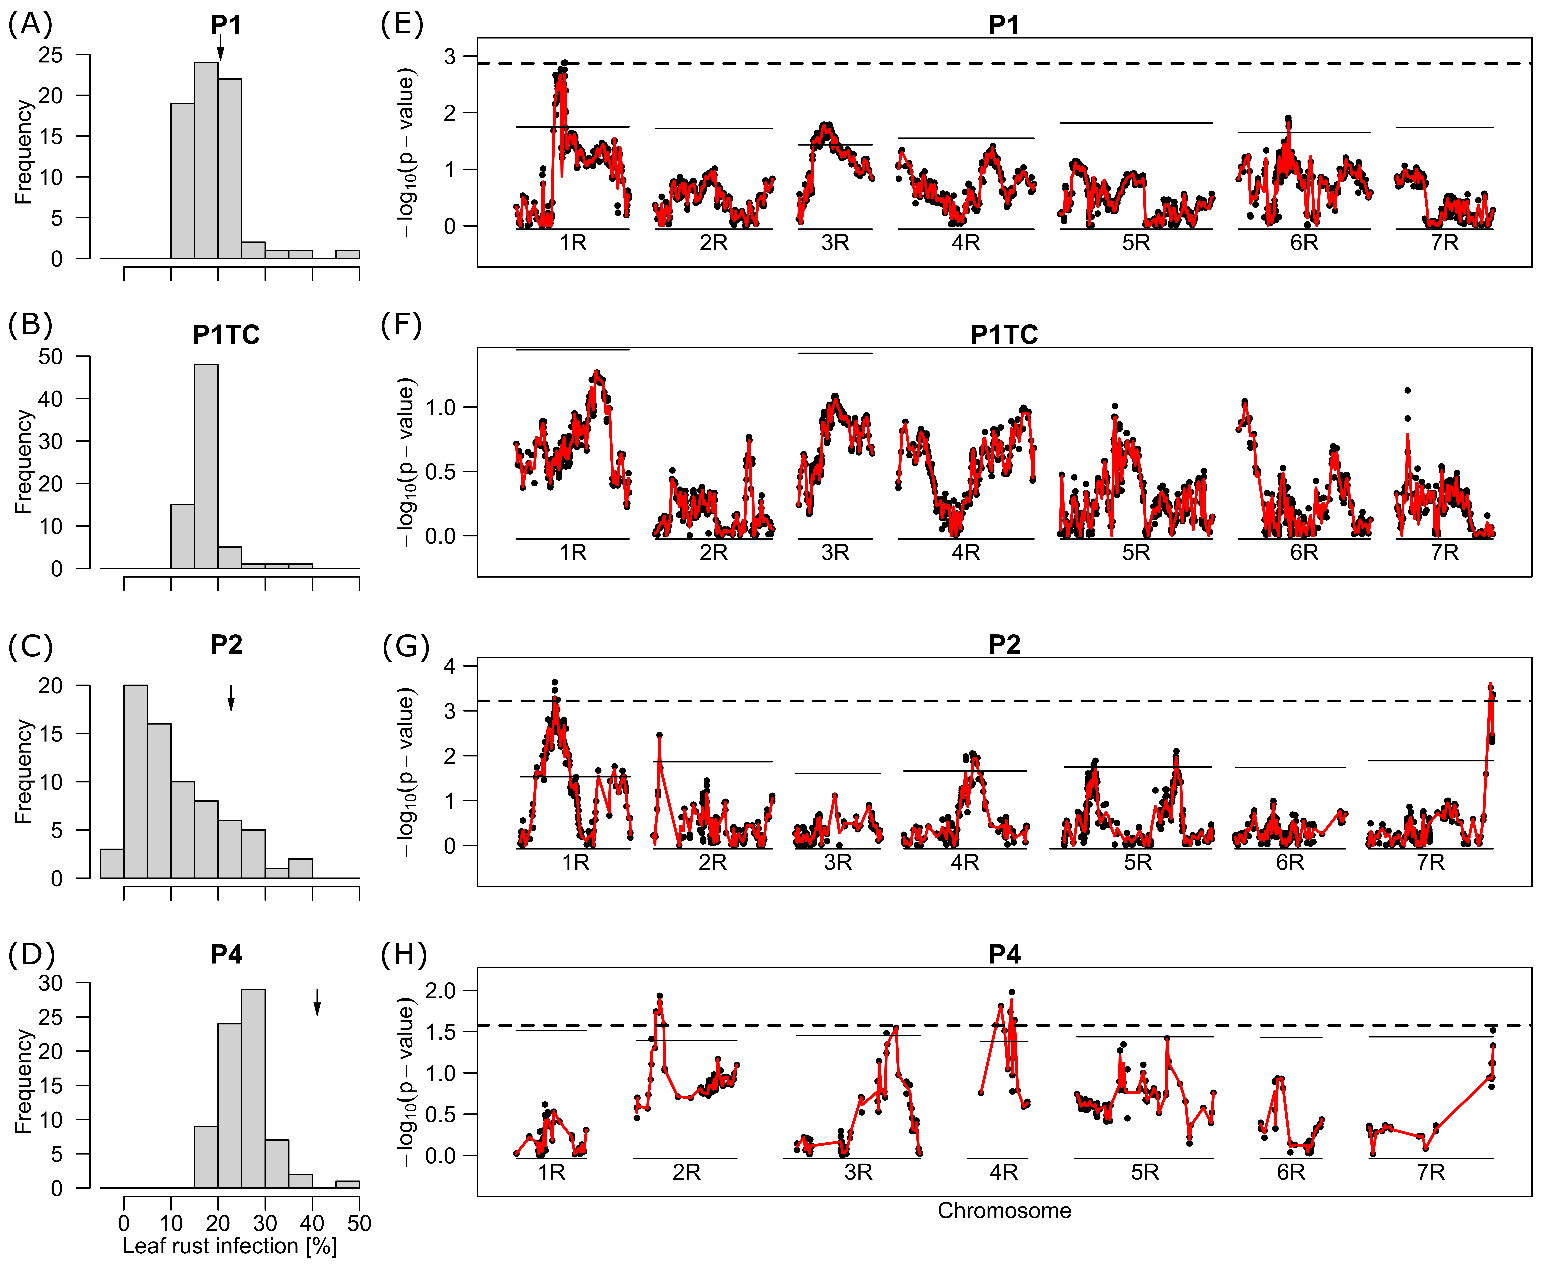 (A)
P1
25
20
15
10
5
0
Frequency
(E)
P1
3
2
1
0
−log10(p − value)
1R 2R 3R 4R 5R 6R 7R
(B)
P1TC
50
40
30
20
10
0
Frequency
(F)
P1TC
1.0
0.5
0.0
−log10(p − value)
1R 2R 3R 4R 5R 6R 7R
(C)
P2
20
15
10
5
0
Frequency
(G)
P2
4
3
2
1
0
−log10(p − value)
1R 2R 3R 4R 5R 6R 7R
(D)
P4
30
25
20
15
10
5
0
Frequency
0 10 20 30 40 50
Leaf rust infection [%]
(H)
P4
2.0
1.5
1.0
0.5
0.0
−log10(p − value)
1R 2R 3R 4R 5R 6R 7R
Chromosome